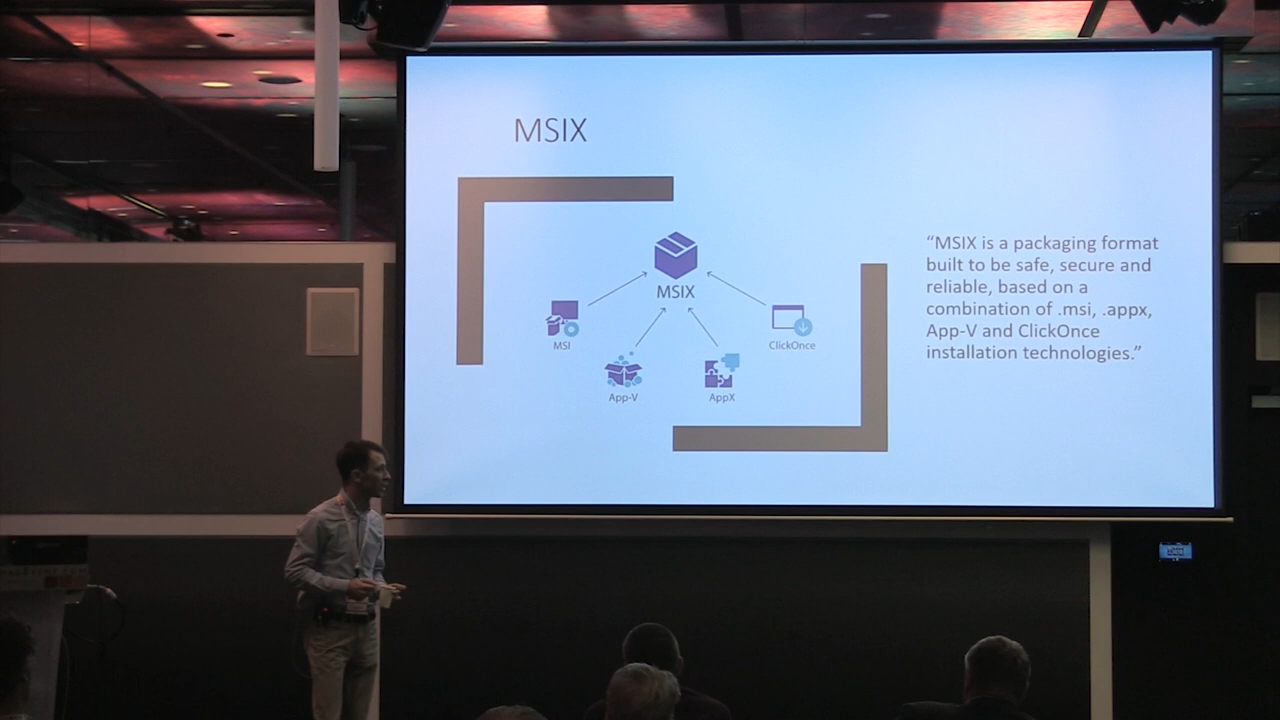 MSIX
MSIX
MSI
ClickOnce
App-V
AppX
“MSIX is a packaging format
built to be safe, secure and
reliable, based on a
combination of .msi, .appx,
App-V and ClickOnce
installation technologies.”